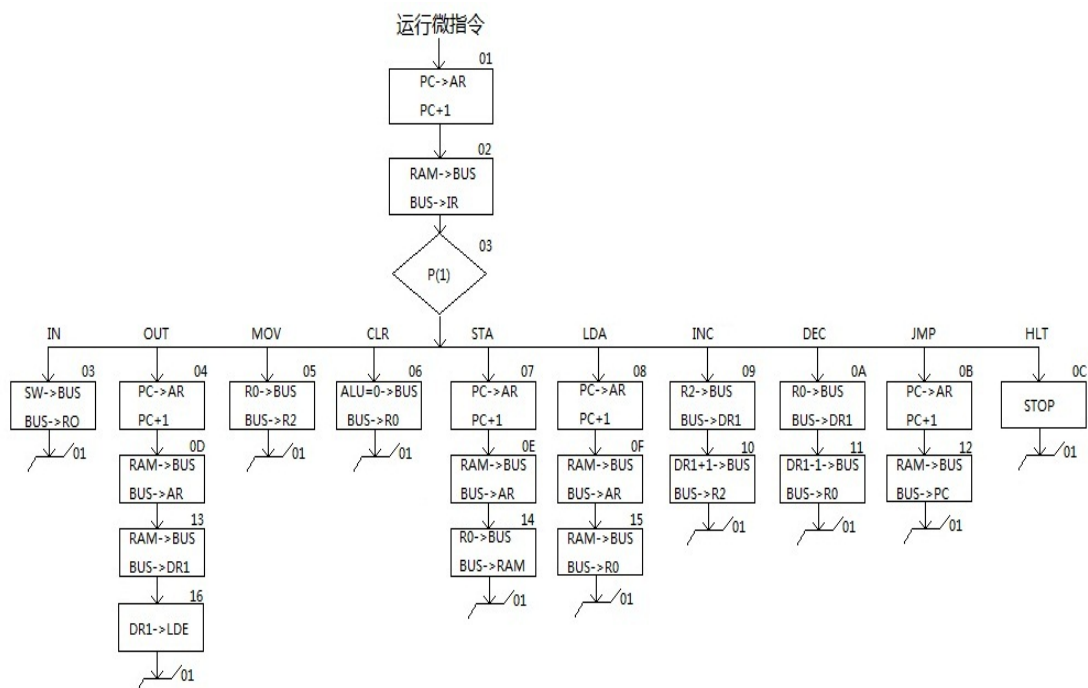 运行微指令
01
PC->AR
PC+1
02
RAM->BUS
BUS->IR
03
P(1)
IN OUT MOV CLR STA LDA INC DEC JMP HLT
03 04 05 06 07 08 09 0A 0B 0C
SW->BUS PC->AR R0->BUS ALU=0->BUS PC->AR PC->AR R2->BUS R0->BUS PC->AR STOP
BUS->RO PC+1 BUS->R2 BUS->R0 PC+1 PC+1 BUS->DR1 BUS->DR1 PC+1
01 0D 01 01 0E 0F 10 11 12 01
RAM->BUS RAM->BUS RAM->BUS DR1+1->BUS DR1-1->BUS RAM->BUS
BUS->AR BUS->AR BUS->AR BUS->R2 BUS->R0 BUS->PC
13 14 15 01 01 01
RAM->BUS R0->BUS RAM->BUS
BUS->DR1 BUS->RAM BUS->R0
16 01 01
DR1->LDE
01